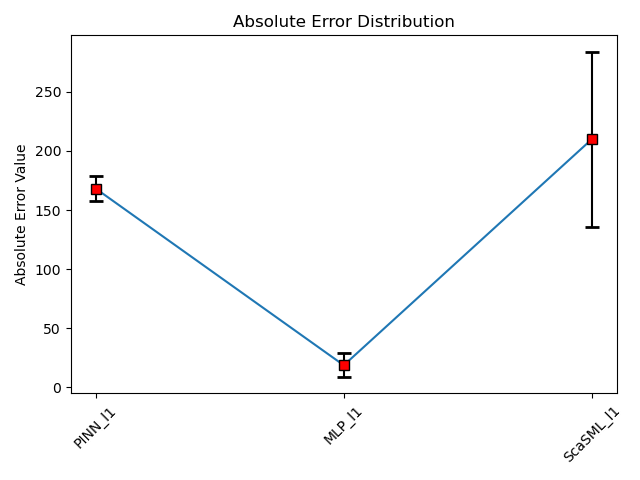 Absolute Error Distribution
Absolute Error Value
250
200
150
100
50
0
PINN_l1
MLP_l1
ScaSML_l1